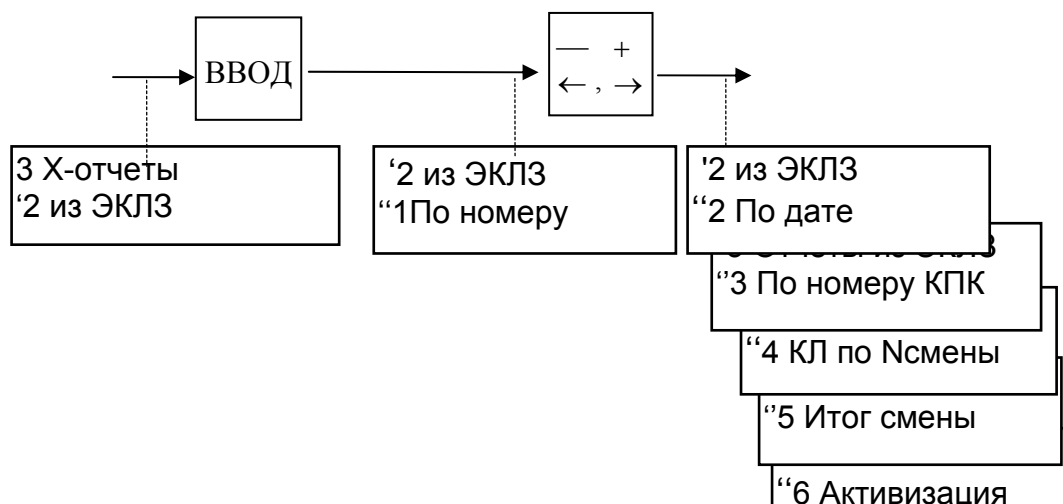 ВВОД
— +
← , →
3 Х-отчеты
‘2 из ЭКЛЗ
‘2 из ЭКЛЗ
‘‘1По номеру
'2 из ЭКЛЗ
‘‘2 По дате
‘’3 По номеру КПК
‘‘4 КЛ по Nсмены
‘’5 Итог смены
‘‘6 Активизация